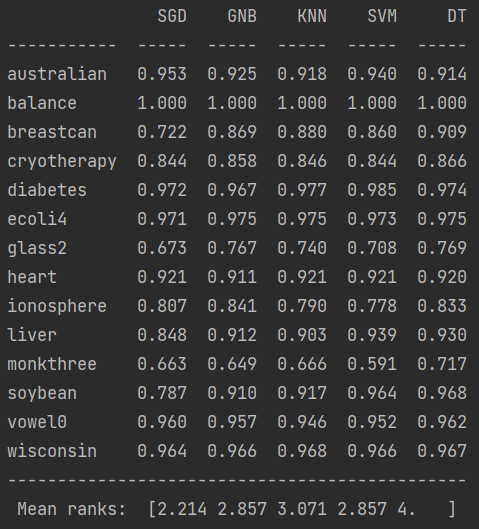 SGD GNB KNN SVM DT
----------- ----- ----- ----- ----- -----
australian 0.953 0.925 0.918 0.940 0.914
balance 1.000 1.000 1.000 1.000 1.000
breastcan 0.722 0.869 0.880 0.860 0.909
cryotherapy 0.844 0.858 0.846 0.844 0.866
diabetes 0.972 0.967 0.977 0.985 0.974
ecoli4 0.971 0.975 0.975 0.973 0.975
glass2 0.673 0.767 0.740 0.708 0.769
heart 0.921 0.911 0.921 0.921 0.920
ionosphere 0.807 0.841 0.790 0.778 0.833
liver 0.848 0.912 0.903 0.939 0.930
monkthree 0.663 0.649 0.666 0.591 0.717
soybean 0.787 0.910 0.917 0.964 0.968
vowel0 0.960 0.957 0.946 0.952 0.962
wisconsin 0.964 0.966 0.968 0.966 0.967
--------------------------------------------
Mean ranks: [2.214 2.857 3.071 2.857 4. ]